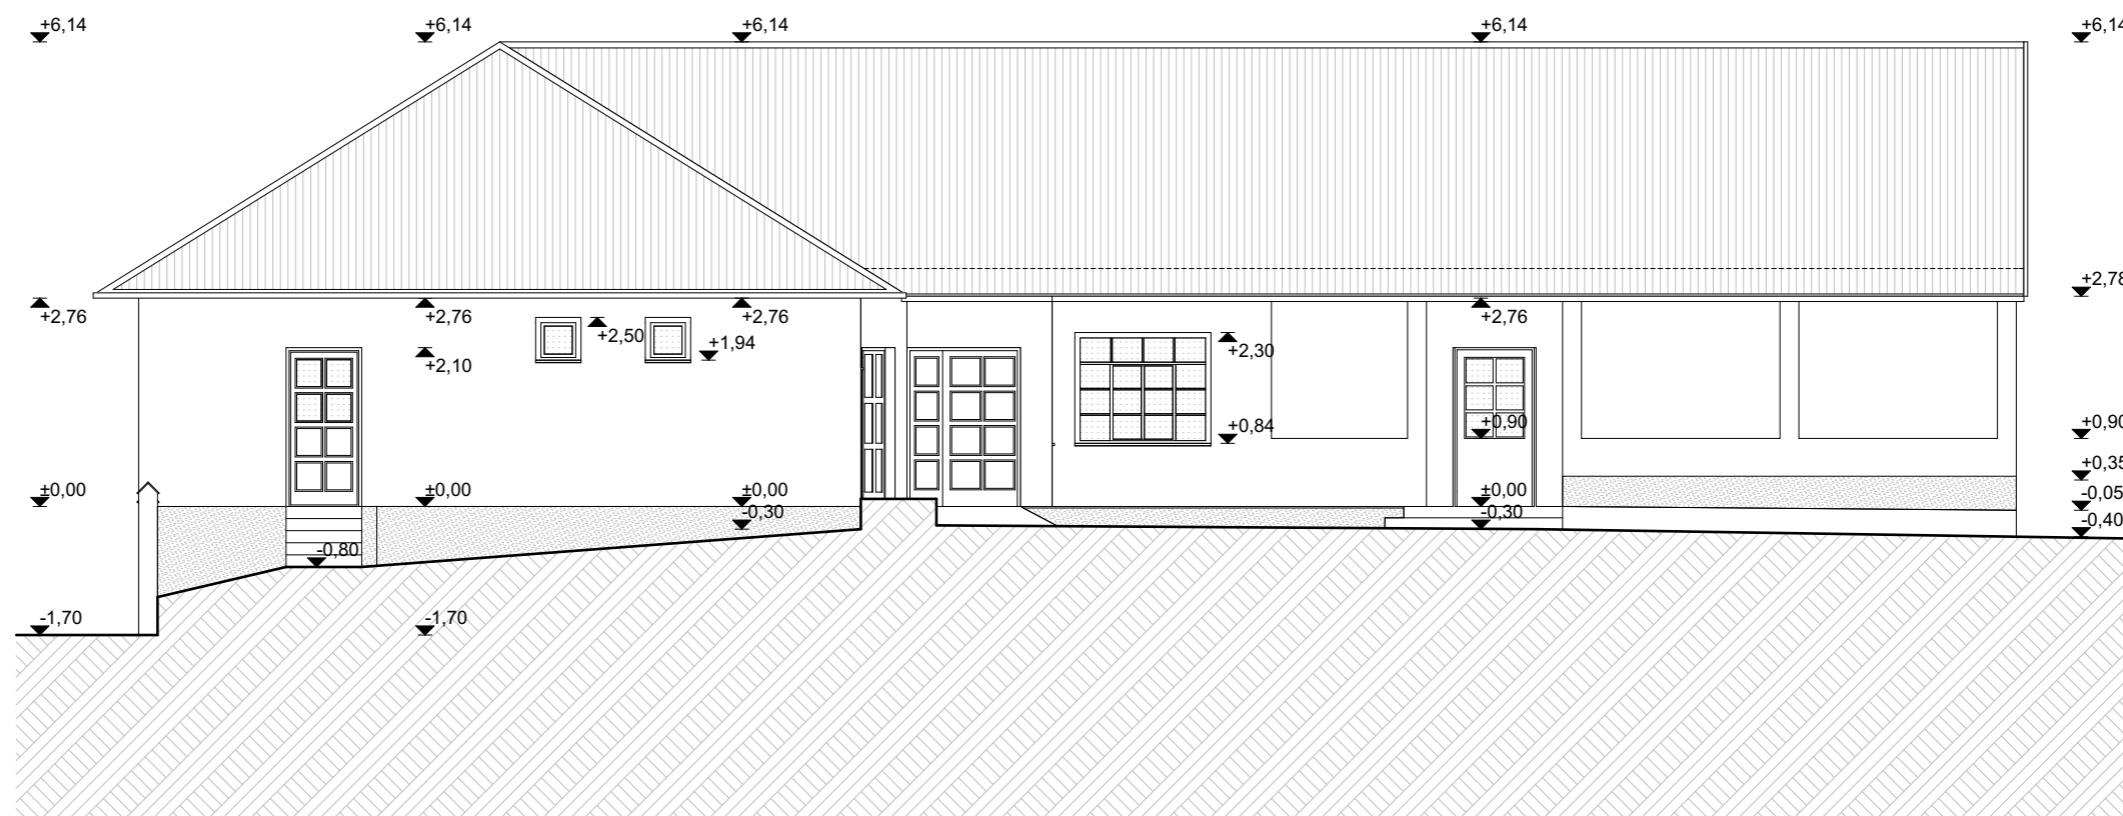 +6,14 +6,14 +6,14 +6,14 +6,14
+2,78
+2,76 +2,76 +2,76 +2,76
+2,50 +1,94 +2,30
+2,10
+0,84 +0,90 +0,90
+0,35
±0,00 ±0,00 ±0,00 ±0,00 -0,05
-0,30 -0,30 -0,40
-0,80
-1,70 -1,70